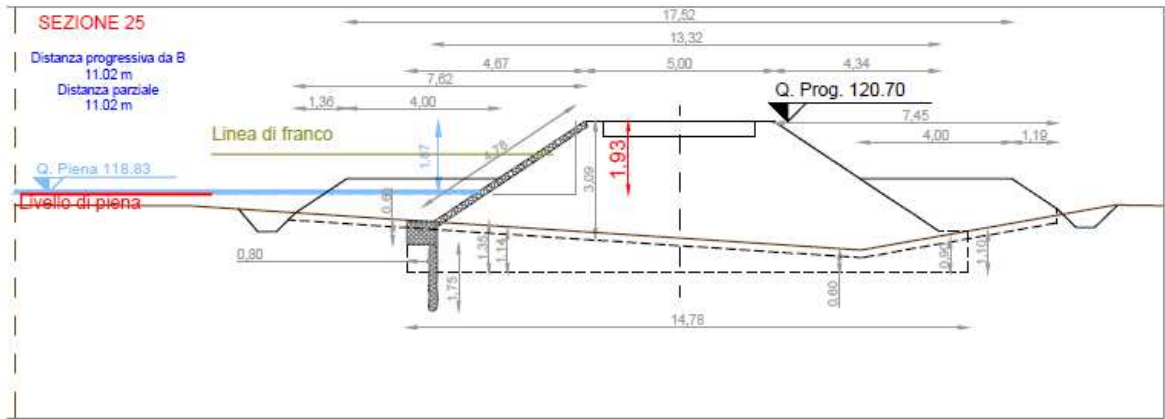 SEZIONE 25
17,52
13,32
Distanza progressiva da B
11.02 m
Distanza parziale
11.02 m
4,67
5,00
4,34
7,62
Q. Prog. 120.70
1,36
4,00
7,45
Linea di franco
4,00
1,19
1,87
4,78
1,93
3,09
Q. Piena 118.83
Livello di piena
0,80
1,35
1,14
1,75
0,60
0,90
1,10
14,78